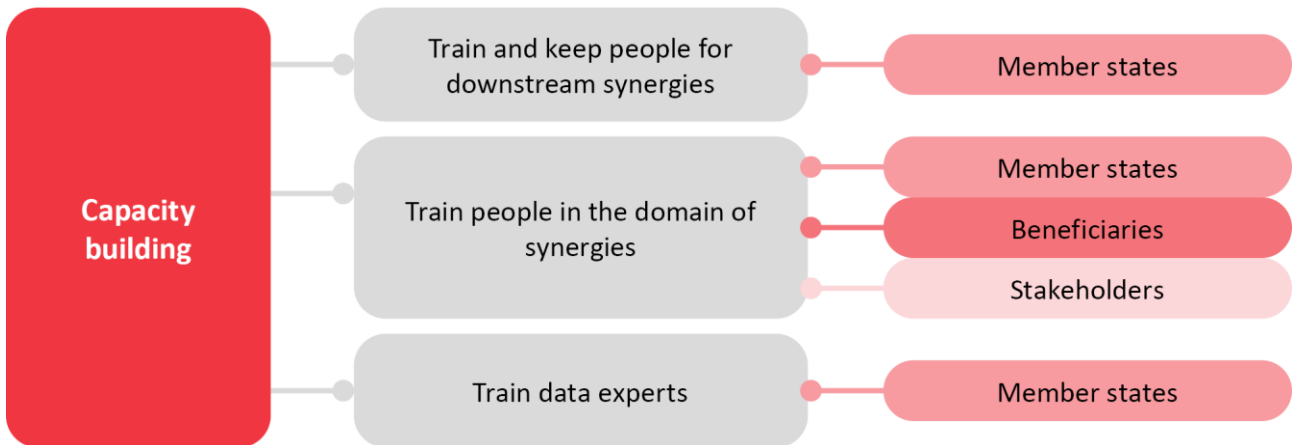 Capacity
building
Train and keep people for
downstream synergies
Member states
Train people in the domain of
synergies
Member states
Beneficiaries
Stakeholders
Train data experts
Member states